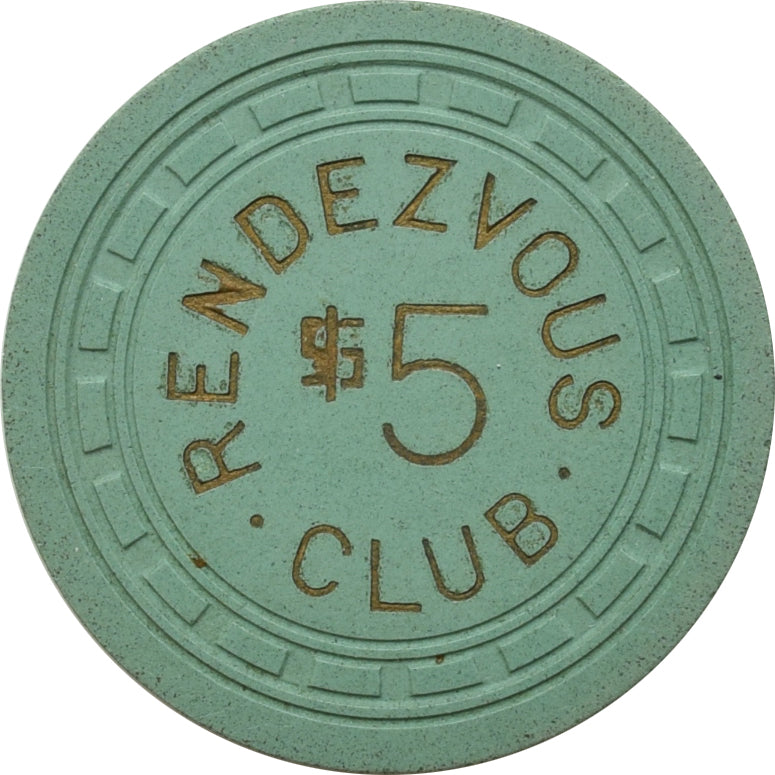 RENDEZVOUS
$5
· CLUB ·